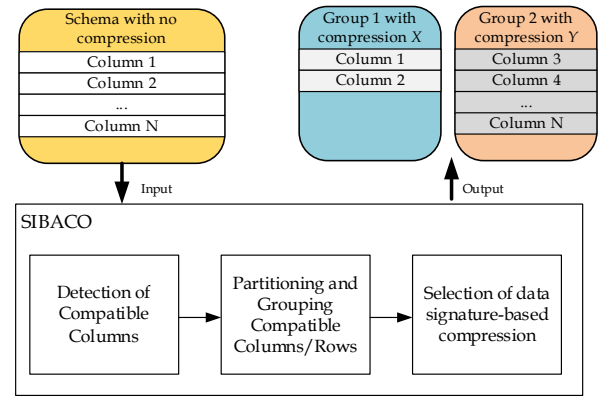 Schema with no
compression
Column 1
Column 2
...
Column N
Group 1 with
compression X
Column 1
Column 2
Group 2 with
compression Y
Column 3
Column 4
...
Column N
Input
Output
SIBACO
Detection of
Compatible
Columns
Partitioning and
Grouping
Compatible
Columns/Rows
Selection of data
signature-based
compression